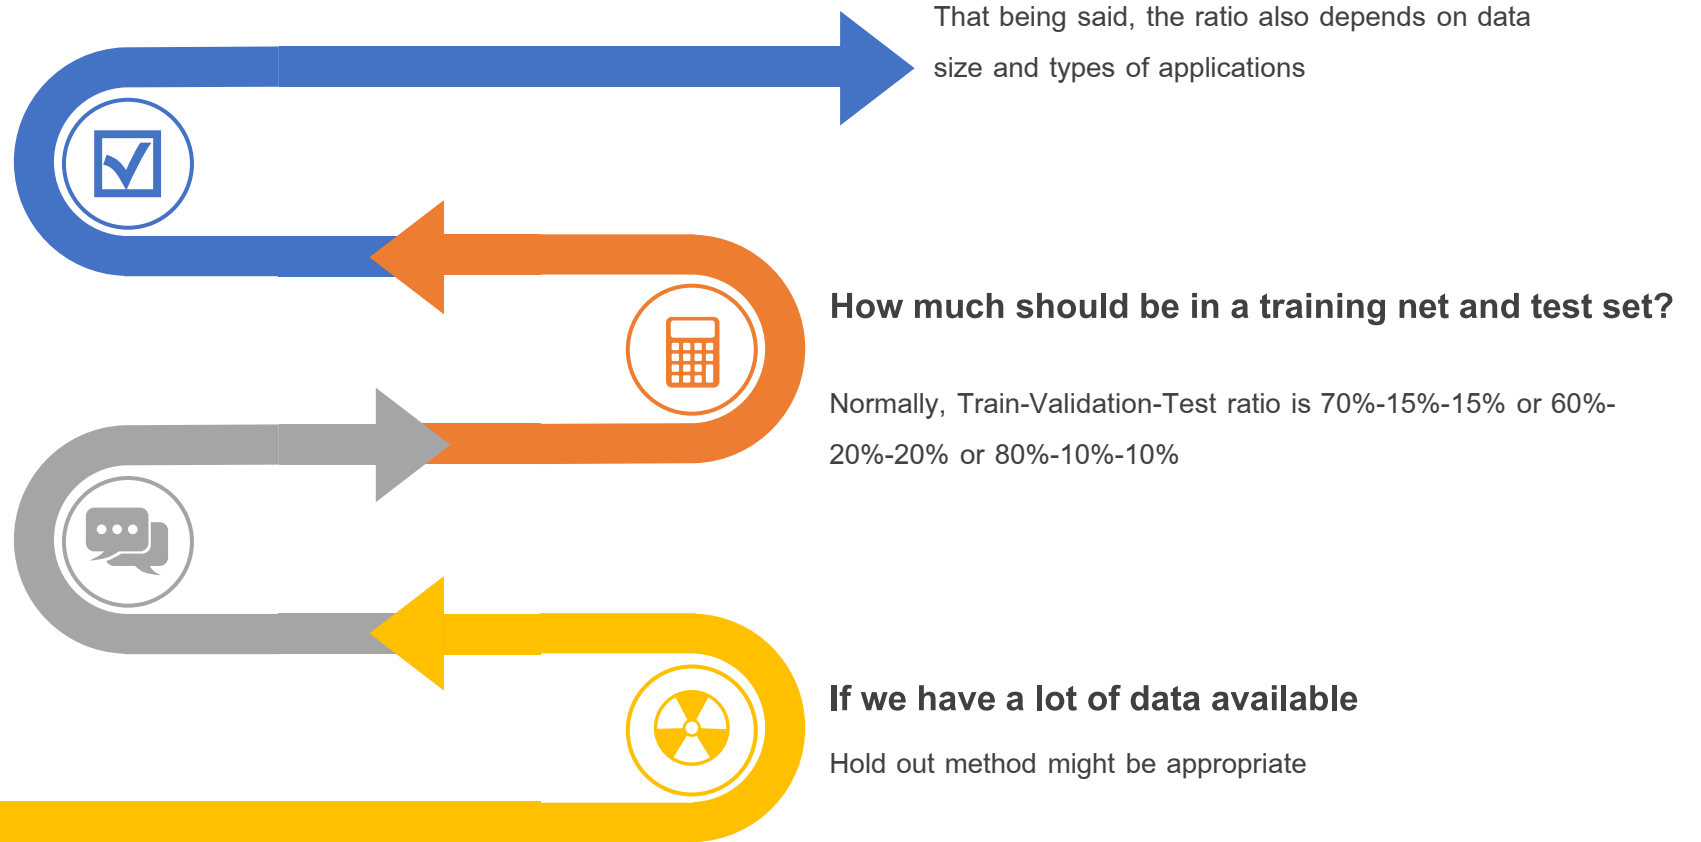 That being said, the ratio also depends on data
size and types of applications
How much should be in a training net and test set?
Normally, Train-Validation-Test ratio is 70%-15%-15% or 60%-
20%-20% or 80%-10%-10%
If we have a lot of data available
Hold out method might be appropriate